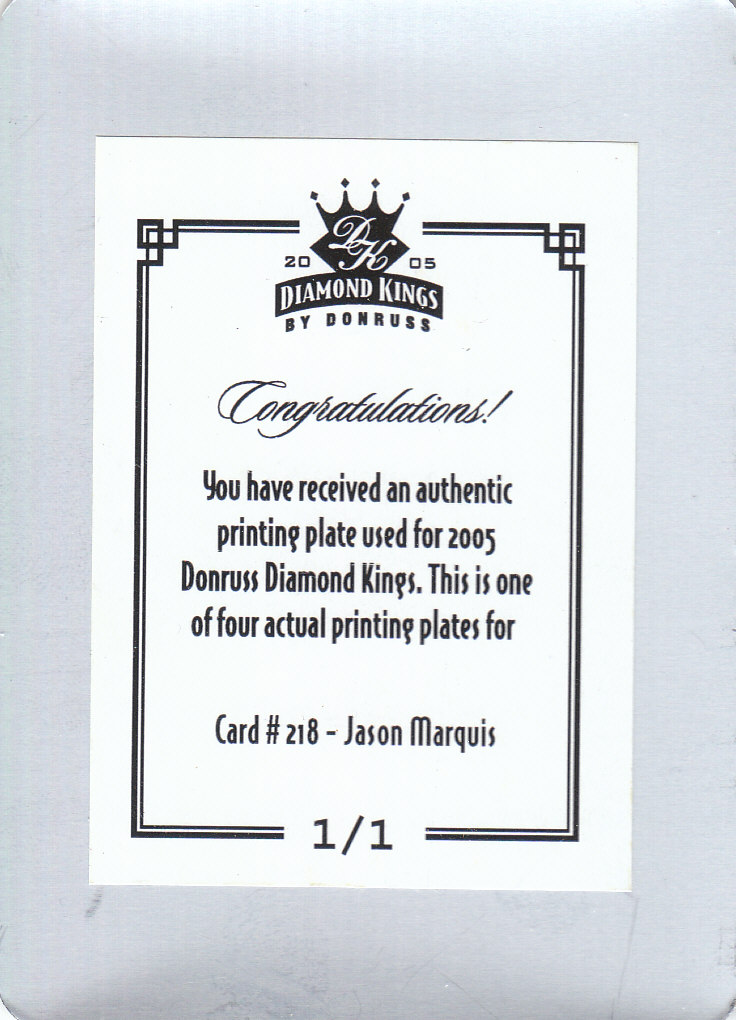 DK
20 05
DIAMOND KINGS
BY DONRUSS
Congratulations!
You have received an authentic
printing plate used for 2005
Donruss Diamond Kings. This is one
of four actual printing plates for
Card # 218 - Jason Marquis
1/1